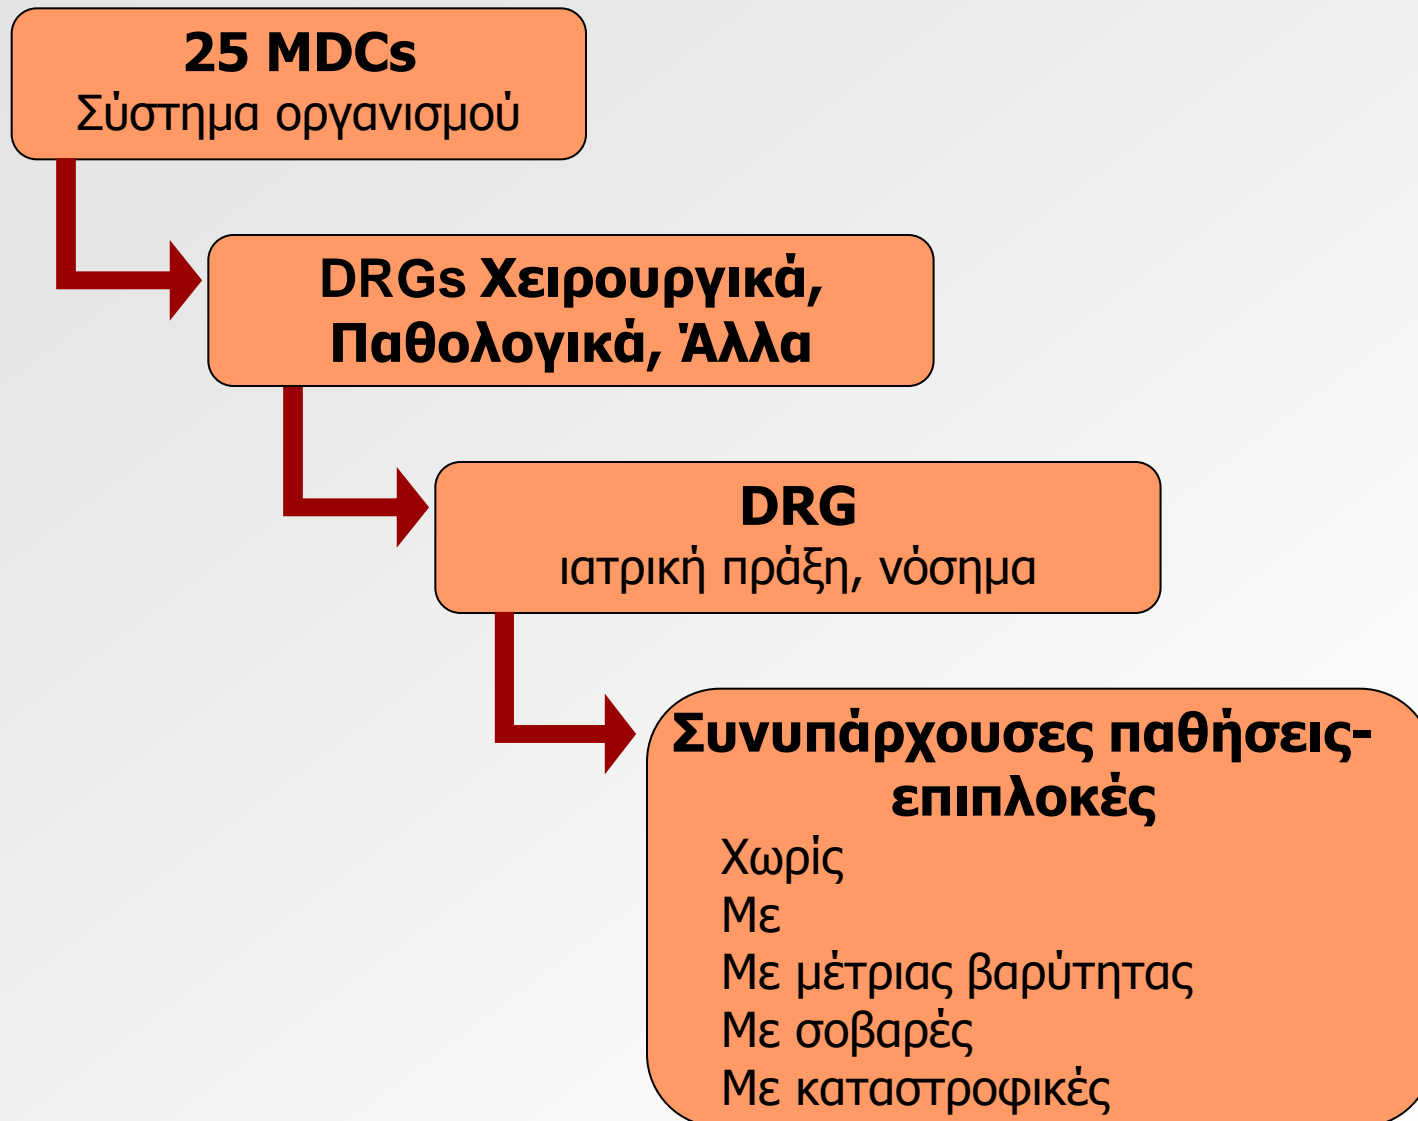 25 MDCs
Σύστημα οργανισμού
DRGs Χειρουργικά,
Παθολογικά, Άλλα
DRG
ιατρική πράξη, νόσημα
Συνυπάρχουσες παθήσεις-
επιπλοκές
Χωρίς
Με
Με μέτριας βαρύτητας
Με σοβαρές
Με καταστροφικές